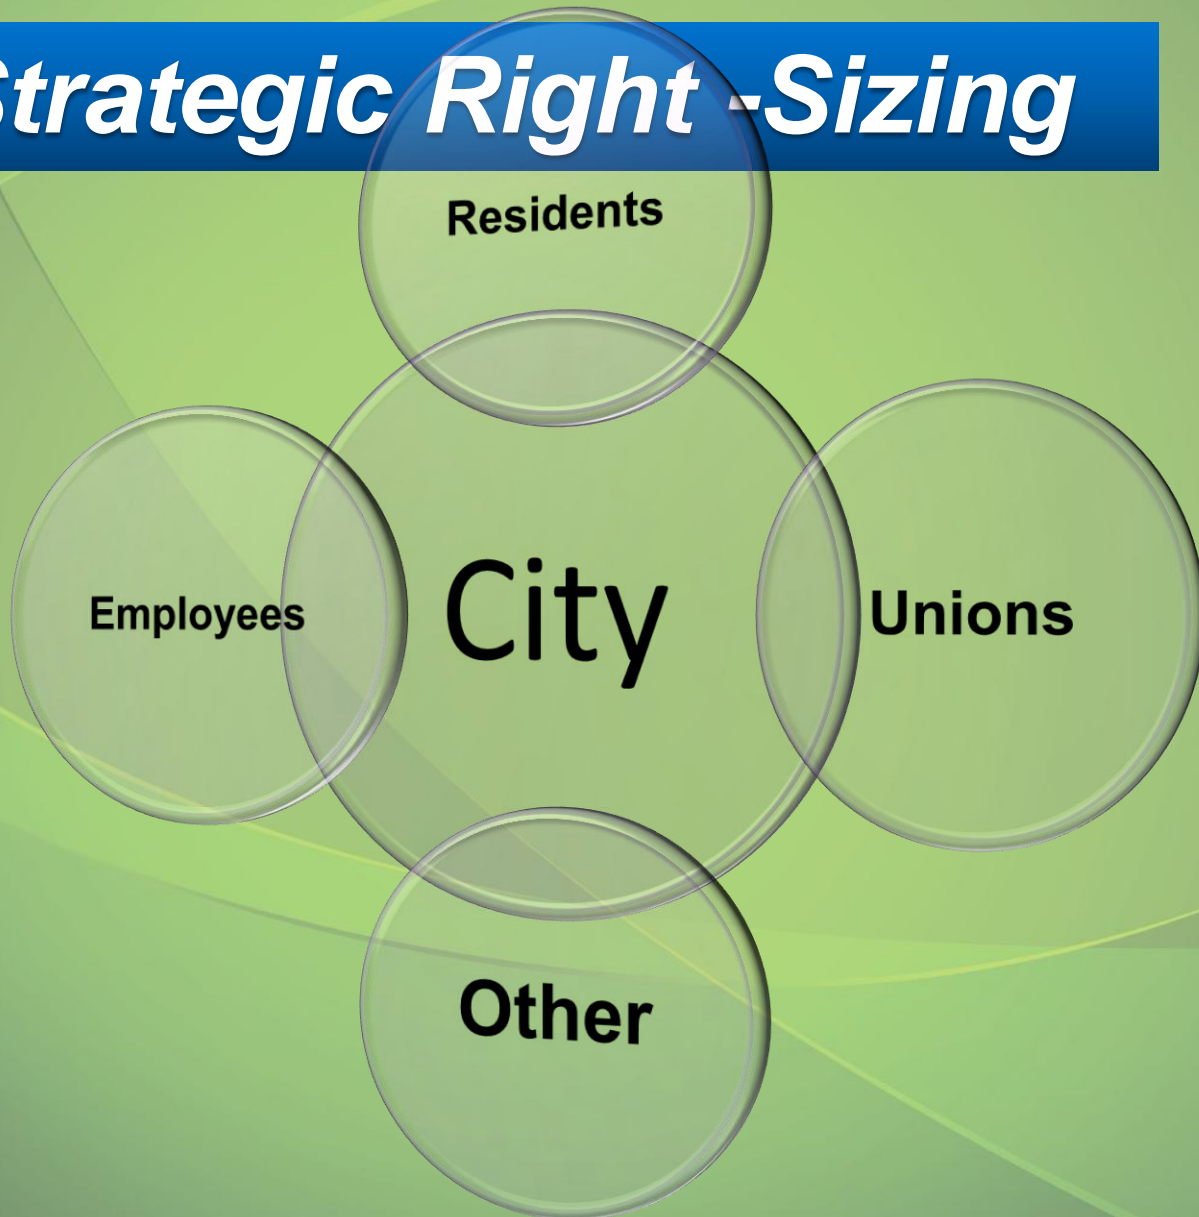 Strategic Right -Sizing
Residents
Employees
City
Unions
Other